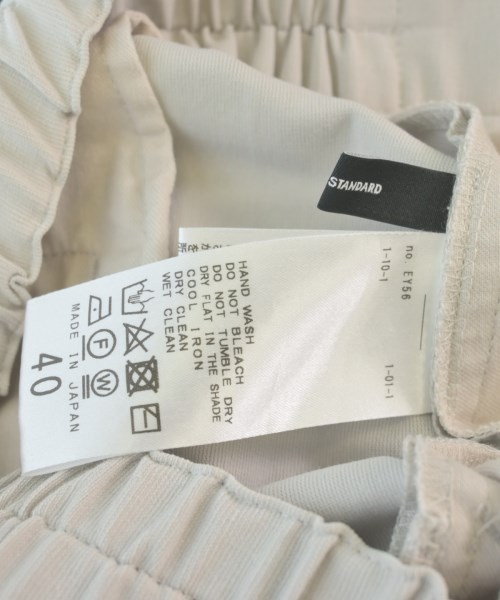 STANDARD
no. EY56
1-10-1
1-01-1
HAND WASH
DO NOT BLEACH
DO NOT TUMBLE DRY
DRY FLAT IN THE SHADE
COOL IRON
DRY CLEAN
WET CLEAN
F W
MADE IN JAPAN
40